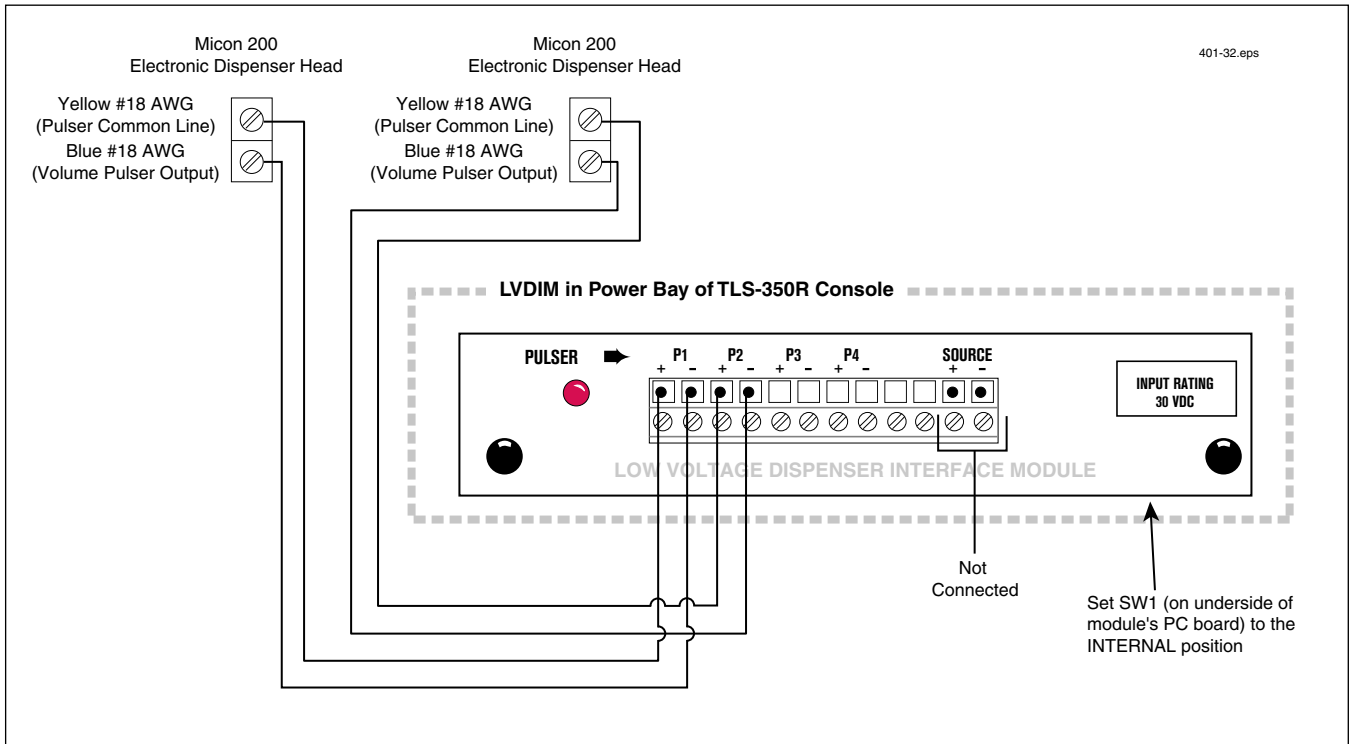 Micon 200
Electronic Dispenser Head
Yellow #18 AWG
(Pulser Common Line)
Blue #18 AWG
(Volume Pulser Output)
Micon 200
Electronic Dispenser Head
Yellow #18 AWG
(Pulser Common Line)
Blue #18 AWG
(Volume Pulser Output)
401-32.eps
LVDIM in Power Bay of TLS-350R Console
PULSER
P1 P2 P3 P4 SOURCE
+ - + - + - + - + -
INPUT RATING
30 VDC
LOW VOLTAGE DISPENSER INTERFACE MODULE
Not
Connected
Set SW1 (on underside of
module's PC board) to the
INTERNAL position